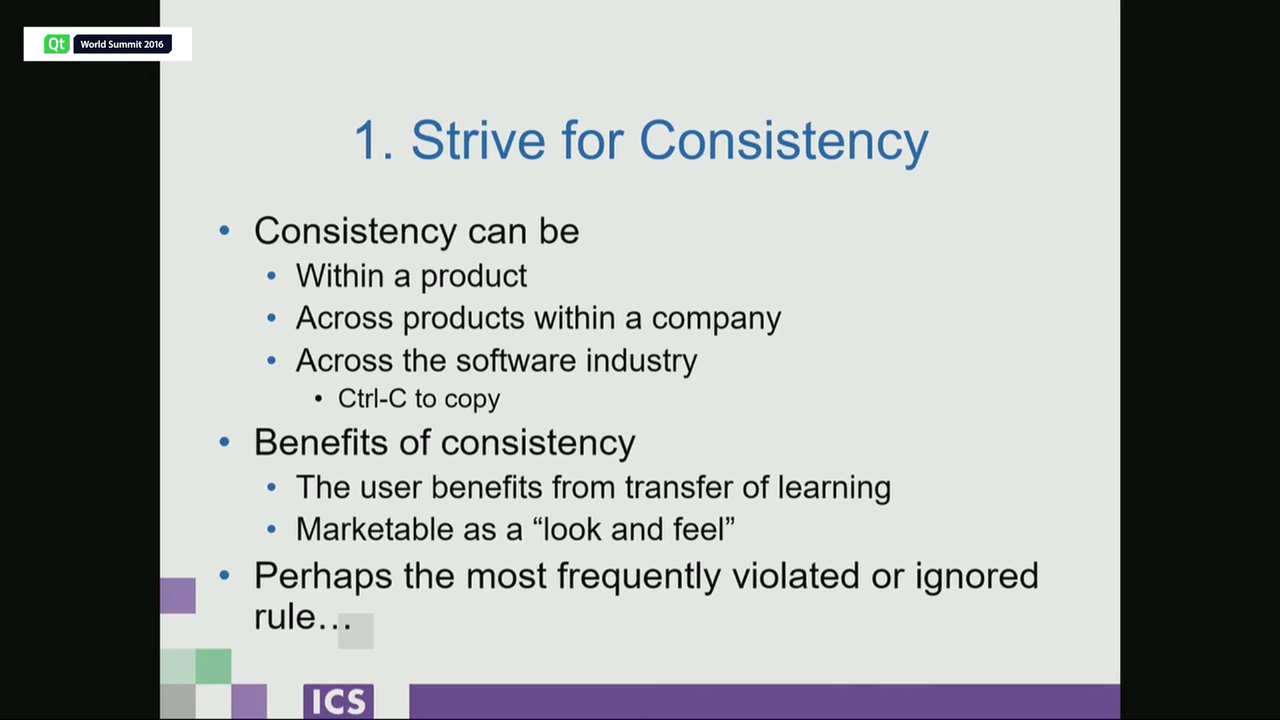 Qt World Summit 2016
1. Strive for Consistency
• Consistency can be
• Within a product
• Across products within a company
• Across the software industry
• Ctrl-C to copy
• Benefits of consistency
• The user benefits from transfer of learning
• Marketable as a “look and feel”
• Perhaps the most frequently violated or ignored
rule…
ICS